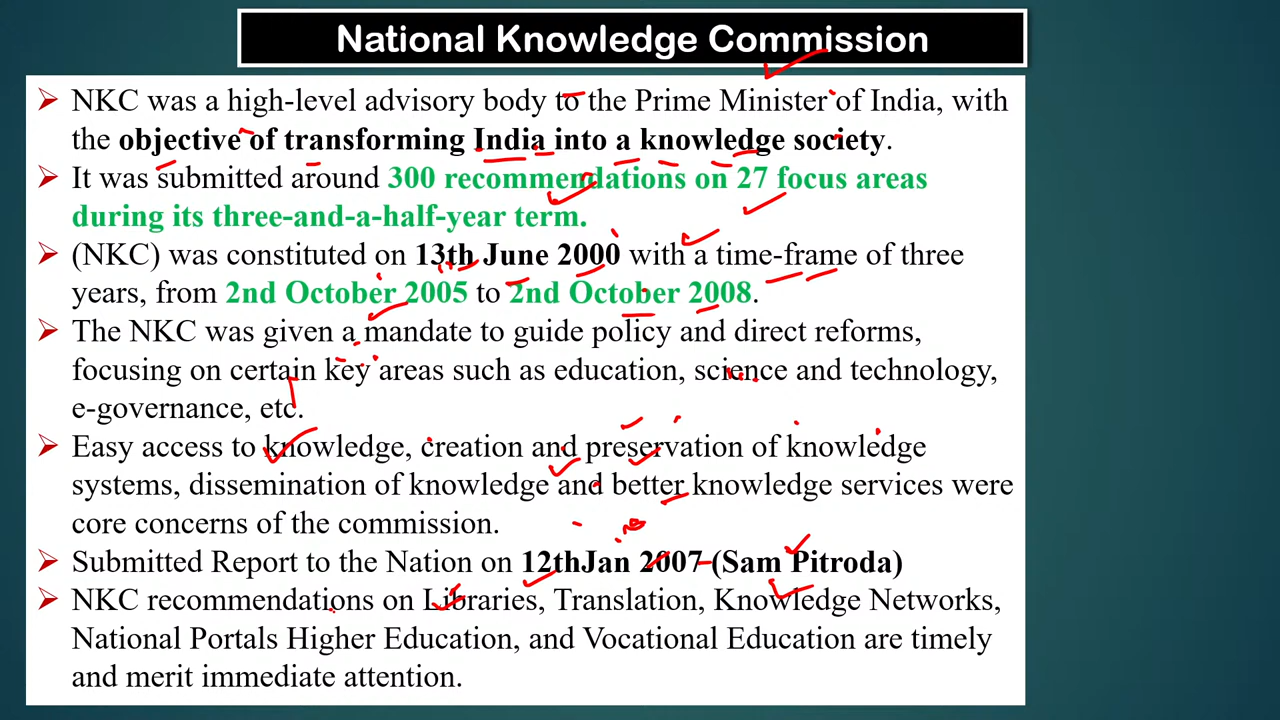 National Knowledge Commission
➢ NKC was a high-level advisory body to the Prime Minister of India, with
the objective of transforming India into a knowledge society.
➢ It was submitted around 300 recommendations on 27 focus areas
during its three-and-a-half-year term.
➢ (NKC) was constituted on 13th June 2000 with a time-frame of three
years, from 2nd October 2005 to 2nd October 2008.
➢ The NKC was given a mandate to guide policy and direct reforms,
focusing on certain key areas such as education, science and technology,
e-governance, etc.
➢ Easy access to knowledge, creation and preservation of knowledge
systems, dissemination of knowledge and better knowledge services were
core concerns of the commission.
➢ Submitted Report to the Nation on 12thJan 2007 (Sam Pitroda)
➢ NKC recommendations on Libraries, Translation, Knowledge Networks,
National Portals Higher Education, and Vocational Education are timely
and merit immediate attention.